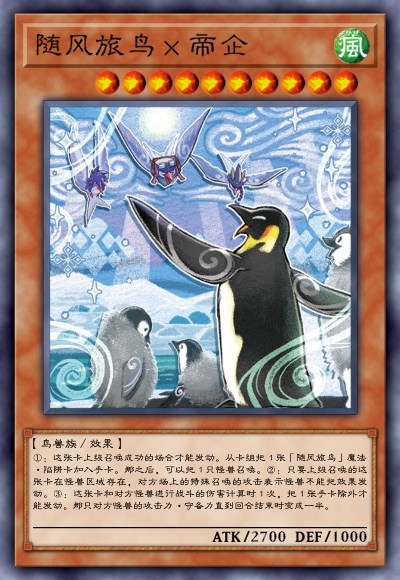 随风旅鸟×帝企
風
【鸟兽族/效果】
①：这张卡上级召唤成功的场合才能发动。从卡组把1张「随风旅鸟」魔法
·陷阱卡加入手卡。那之后，可以把1只怪兽召唤。②：只要上级召唤的这
张卡在怪兽区域存在，对方场上的特殊召唤的攻击表示怪兽不能把效果发
动。③：这张卡和对方怪兽进行战斗的伤害计算时1次，把1张手卡除外才
能发动。那只对方怪兽的攻击力·守备力直到回合结束时变成一半。
ATK/2700 DEF/1000